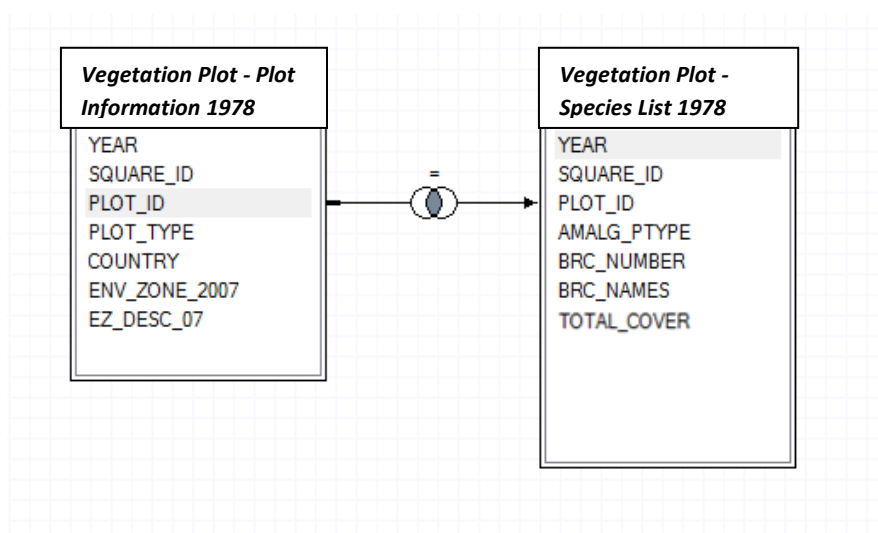 Vegetation Plot - Plot
Information 1978
YEAR
SQUARE_ID
PLOT_ID
PLOT_TYPE
COUNTRY
ENV_ZONE_2007
EZ_DESC_07
=
Vegetation Plot -
Species List 1978
YEAR
SQUARE_ID
PLOT_ID
AMALG_PTYPE
BRC_NUMBER
BRC_NAMES
TOTAL_COVER